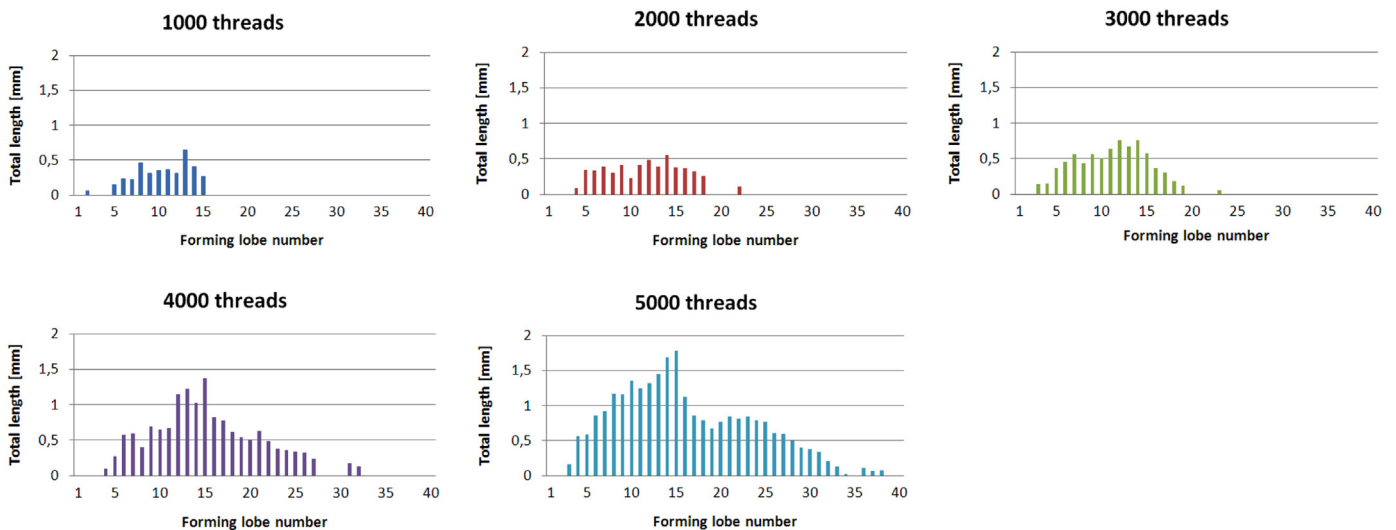 1000 threads
Total length [mm]
2
1,5
1
0,5
0
1 5 10 15 20 25 30 35 40
Forming lobe number
2000 threads
Total length [mm]
2
1,5
1
0,5
0
1 5 10 15 20 25 30 35 40
Forming lobe number
3000 threads
Total length [mm]
2
1,5
1
0,5
0
1 5 10 15 20 25 30 35 40
Forming lobe number
4000 threads
Total length [mm]
2
1,5
1
0,5
0
1 5 10 15 20 25 30 35 40
Forming lobe number
5000 threads
Total length [mm]
2
1,5
1
0,5
0
1 5 10 15 20 25 30 35 40
Forming lobe number